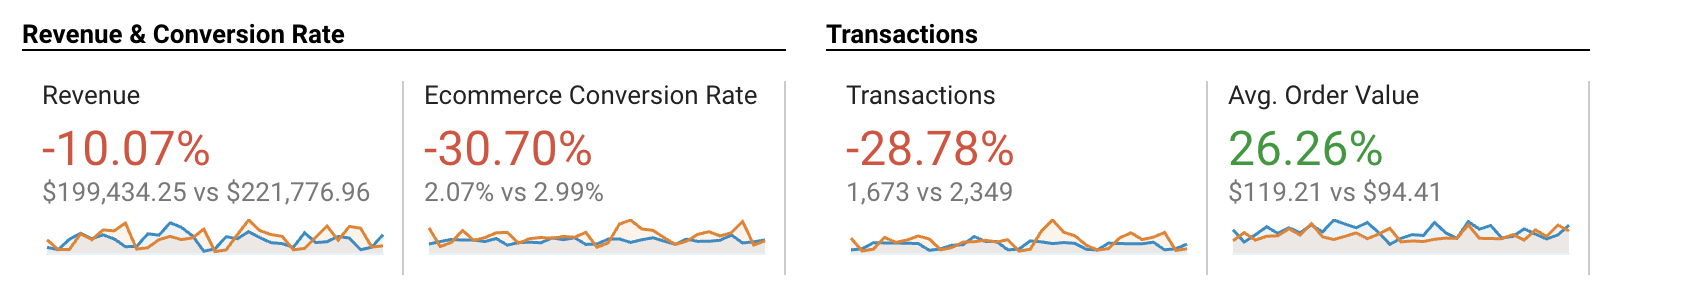 Revenue & Conversion Rate
Transactions
Revenue
-10.07%
$199,434.25 vs $221,776.96
Ecommerce Conversion Rate
-30.70%
2.07% vs 2.99%
Transactions
-28.78%
1,673 vs 2,349
Avg. Order Value
26.26%
$119.21 vs $94.41